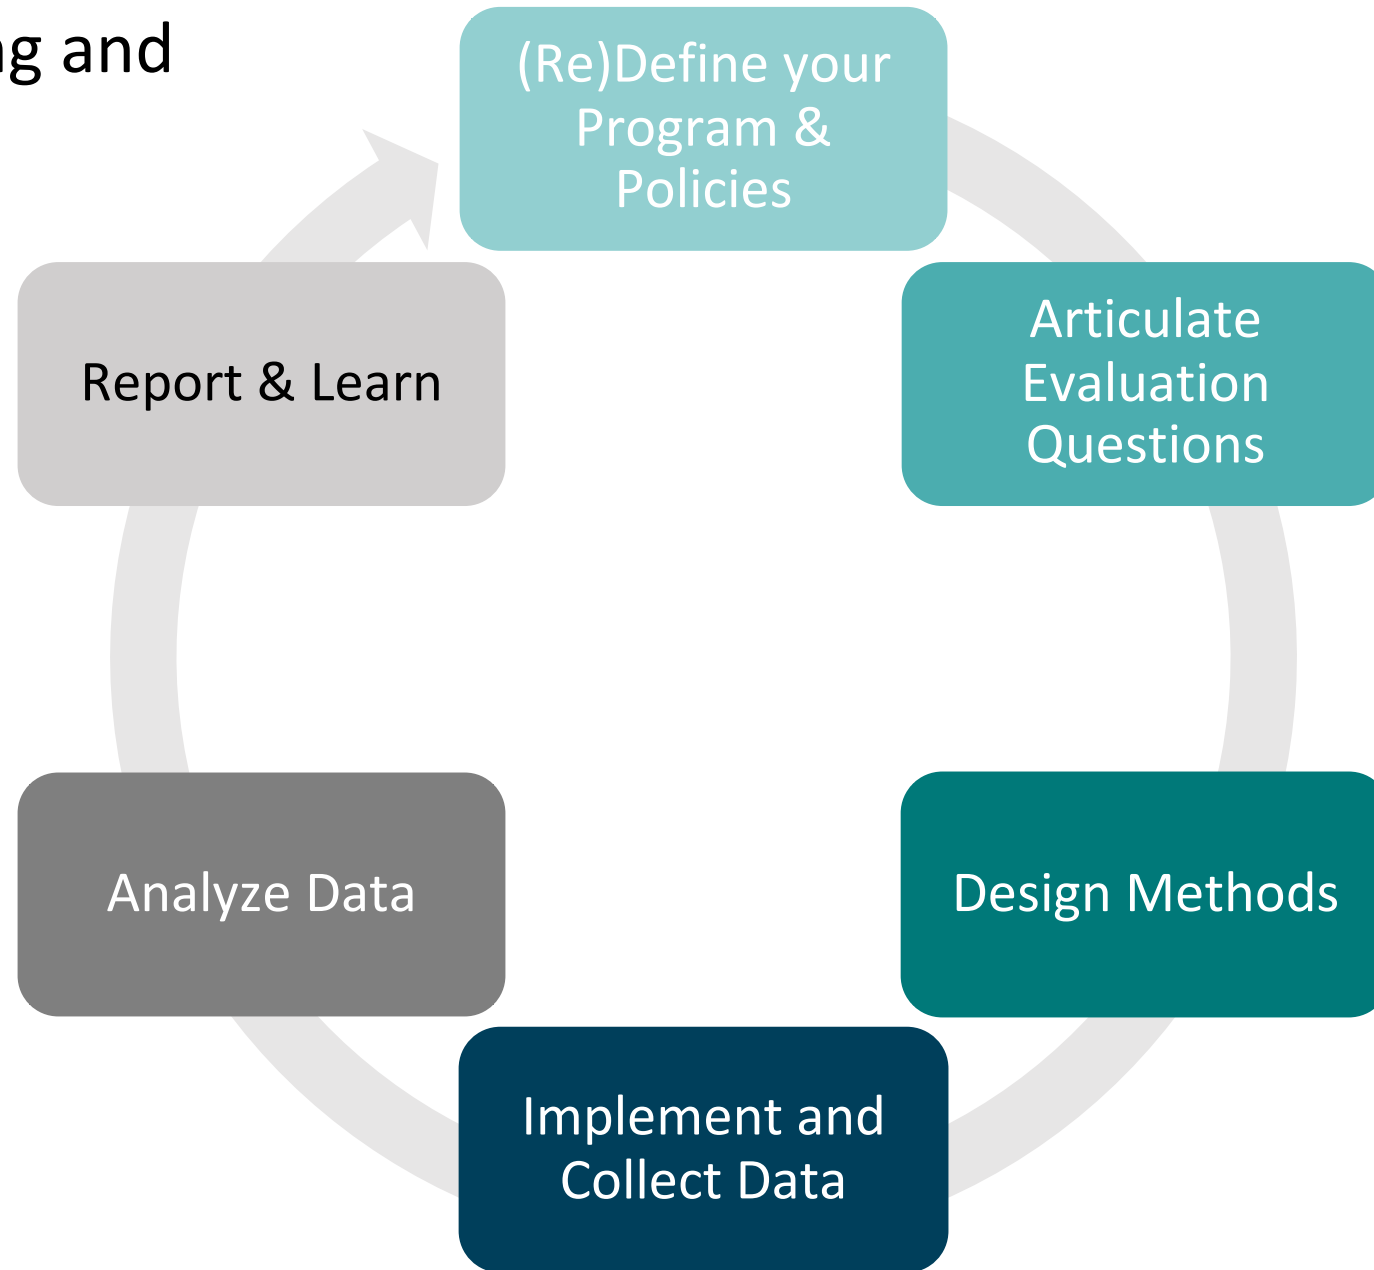 ng and
(Re)Define your
Program &
Policies
Articulate
Evaluation
Questions
Design Methods
Implement and
Collect Data
Analyze Data
Report & Learn